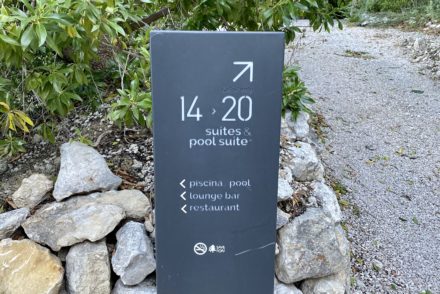 14 > 20
suites &
pool suite
< piscina . pool
< lounge bar
< restaurant